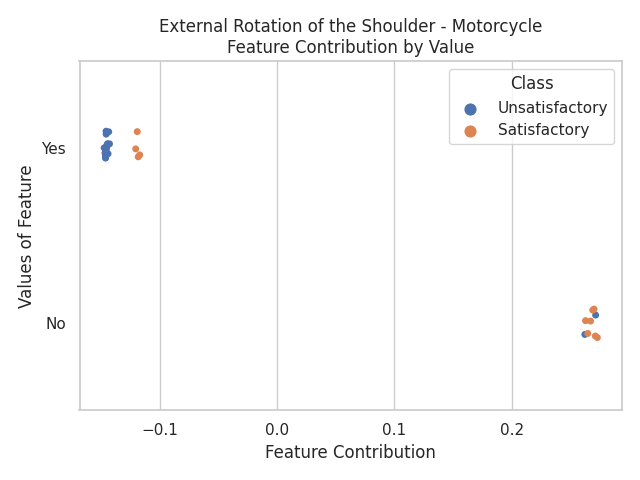 External Rotation of the Shoulder - Motorcycle
Feature Contribution by Value
Class
Unsatisfactory
Satisfactory
Values of Feature
Yes
No
−0.1
0.0
0.1
0.2
Feature Contribution